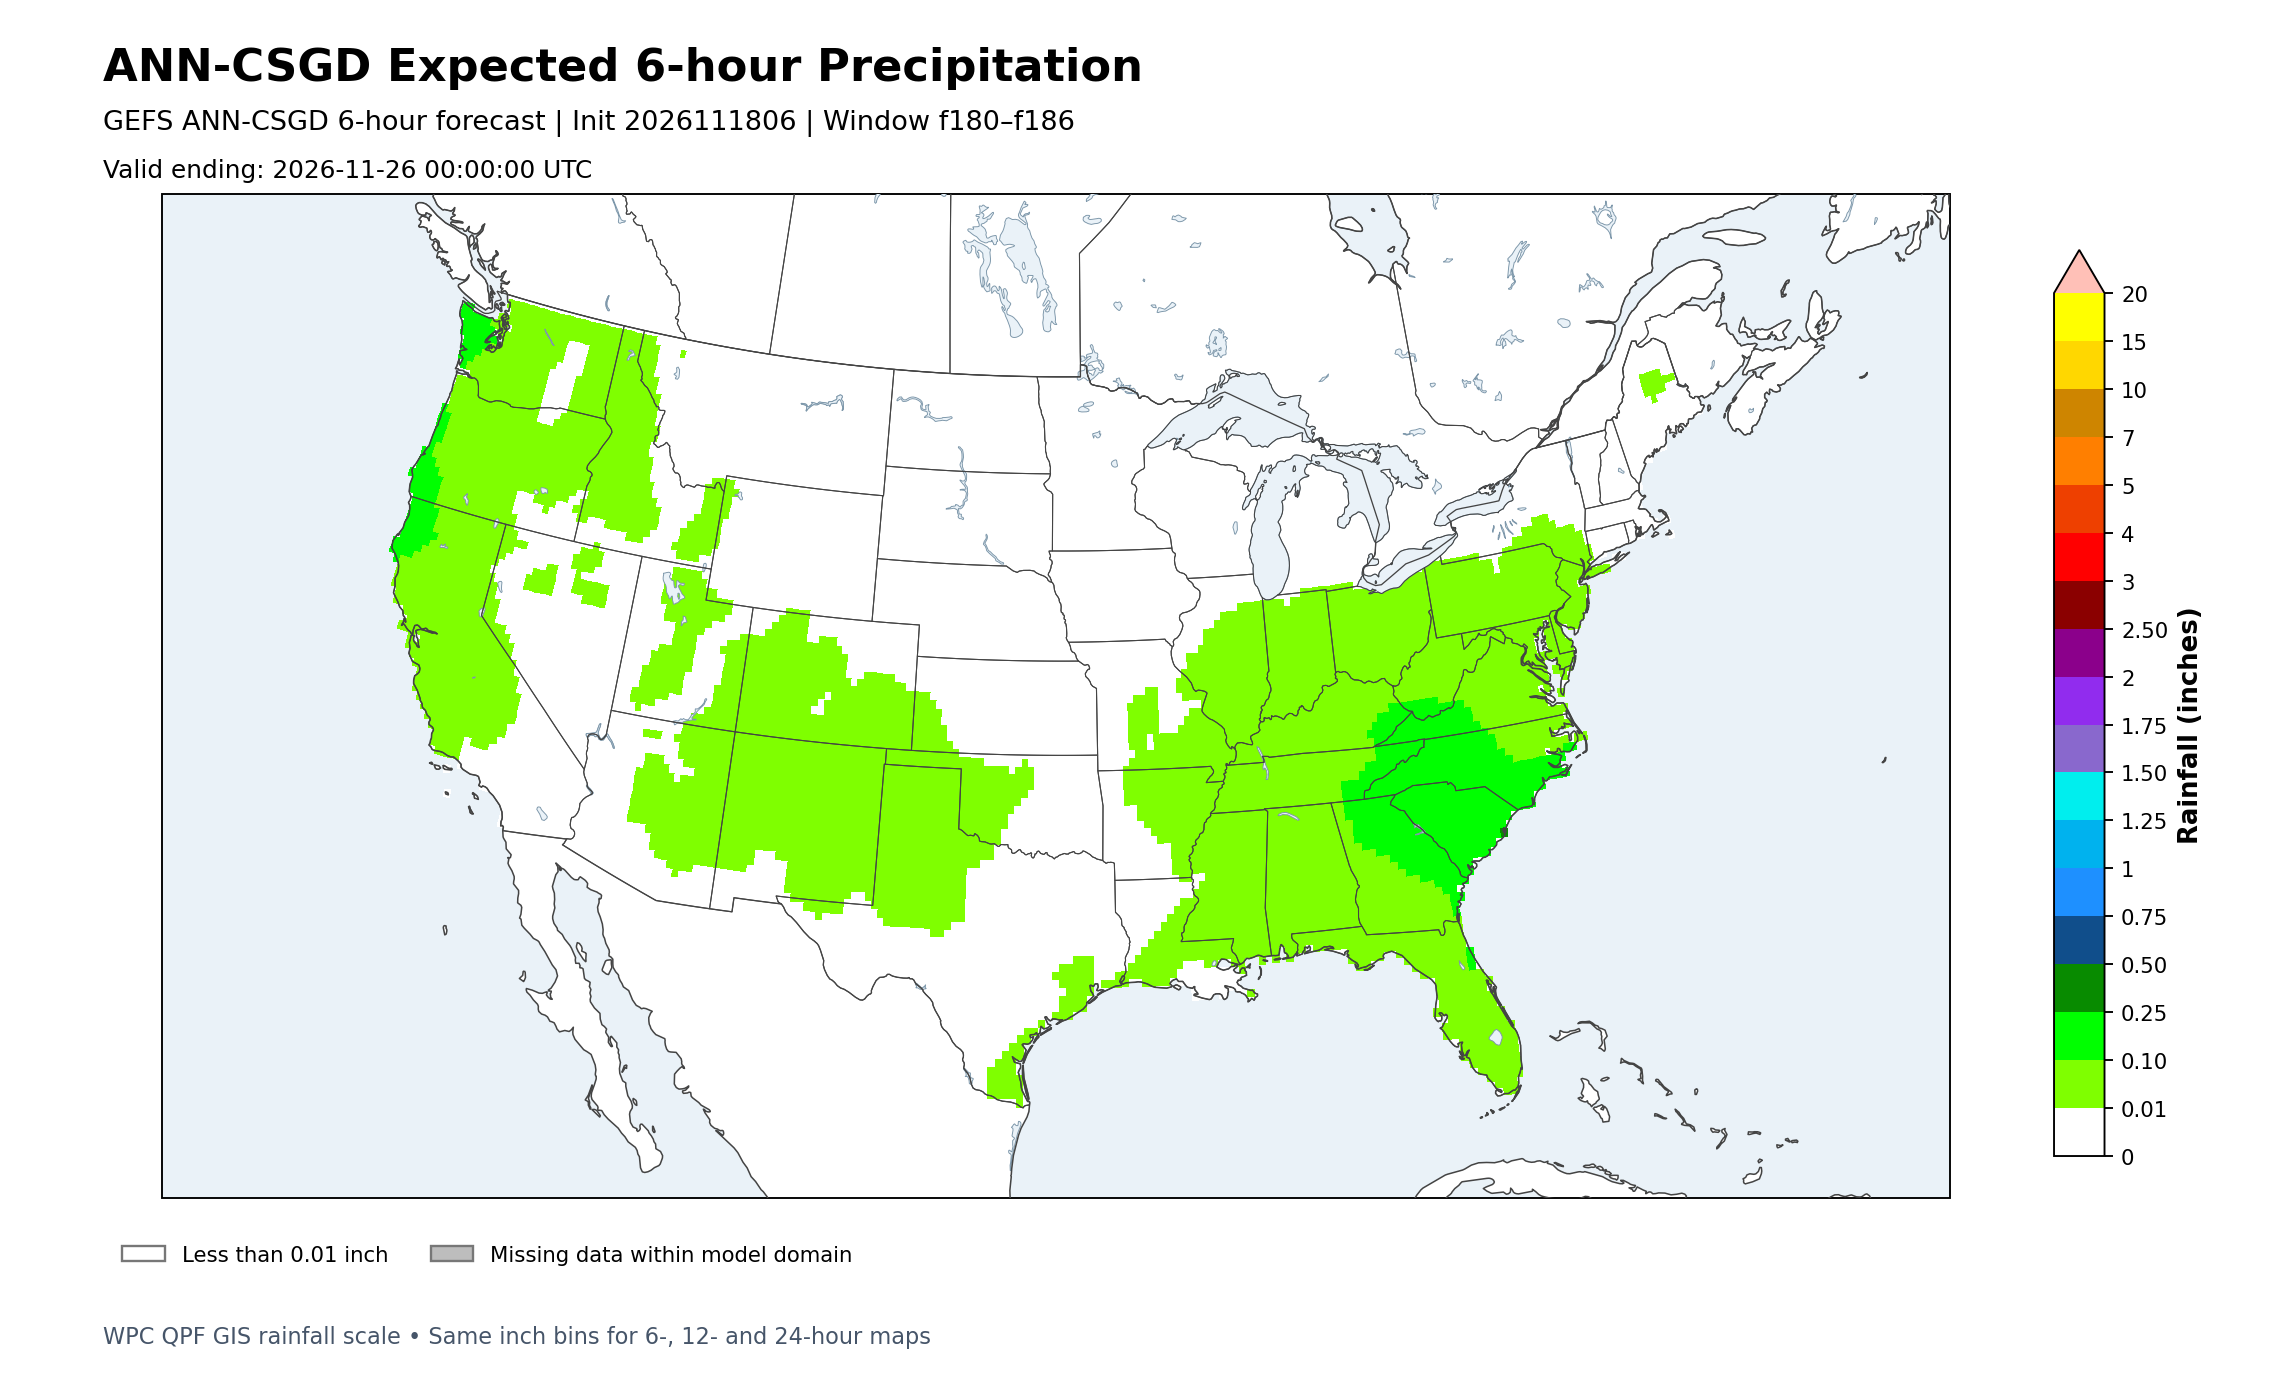 ANN-CSGD Expected 6-hour Precipitation
GEFS ANN-CSGD 6-hour forecast | Init 2026111806 | Window f180–f186
Valid ending: 2026-11-26 00:00:00 UTC
20
15
10
7
5
4
3
2.50
2
1.75
1.50
1.25
1
0.75
0.50
0.25
0.10
0.01
0
Rainfall (inches)
Less than 0.01 inch
Missing data within model domain
WPC QPF GIS rainfall scale • Same inch bins for 6-, 12- and 24-hour maps